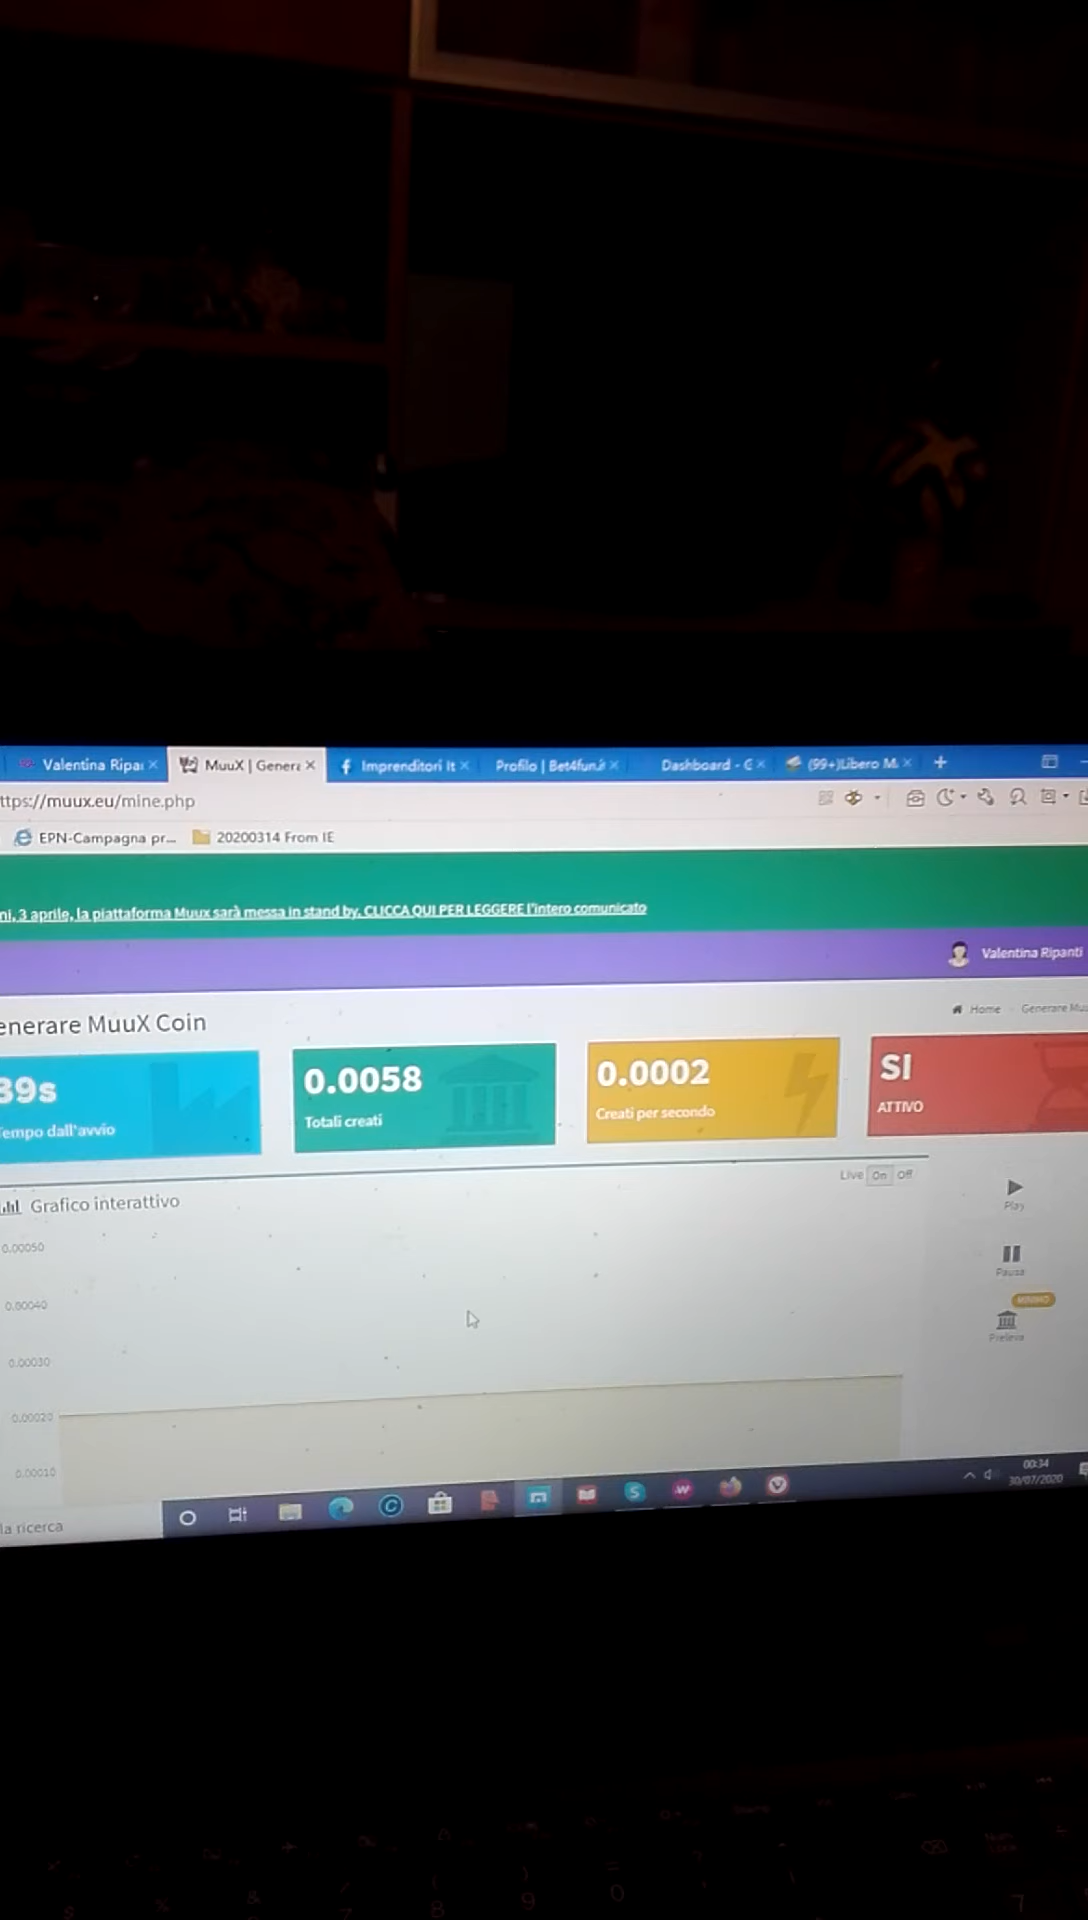 Valentina Ripa
MuuX | Genera
Imprenditori It
Profilo | Bet4fun.i
Dashboard - C
(99+)Libero M
ttps://muux.eu/mine.php
EPN-Campagna pr...
20200314 From IE
ni, 3 aprile, la piattaforma Muux sarà messa in stand by. CLICCA QUI PER LEGGERE l'intero comunicato
Valentina Ripanti
enerare MuuX Coin
Home
Generare Muu
39s
Tempo dall'avvio
0.0058
Totali creati
0.0002
Creati per secondo
SI
ATTIVO
Live On Off
Grafico interattivo
Play
0.00050
Pausa
0.00040
MINIMO
Preleva
0.00030
0.00020
0.00010
la ricerca
00:34
30/07/2020